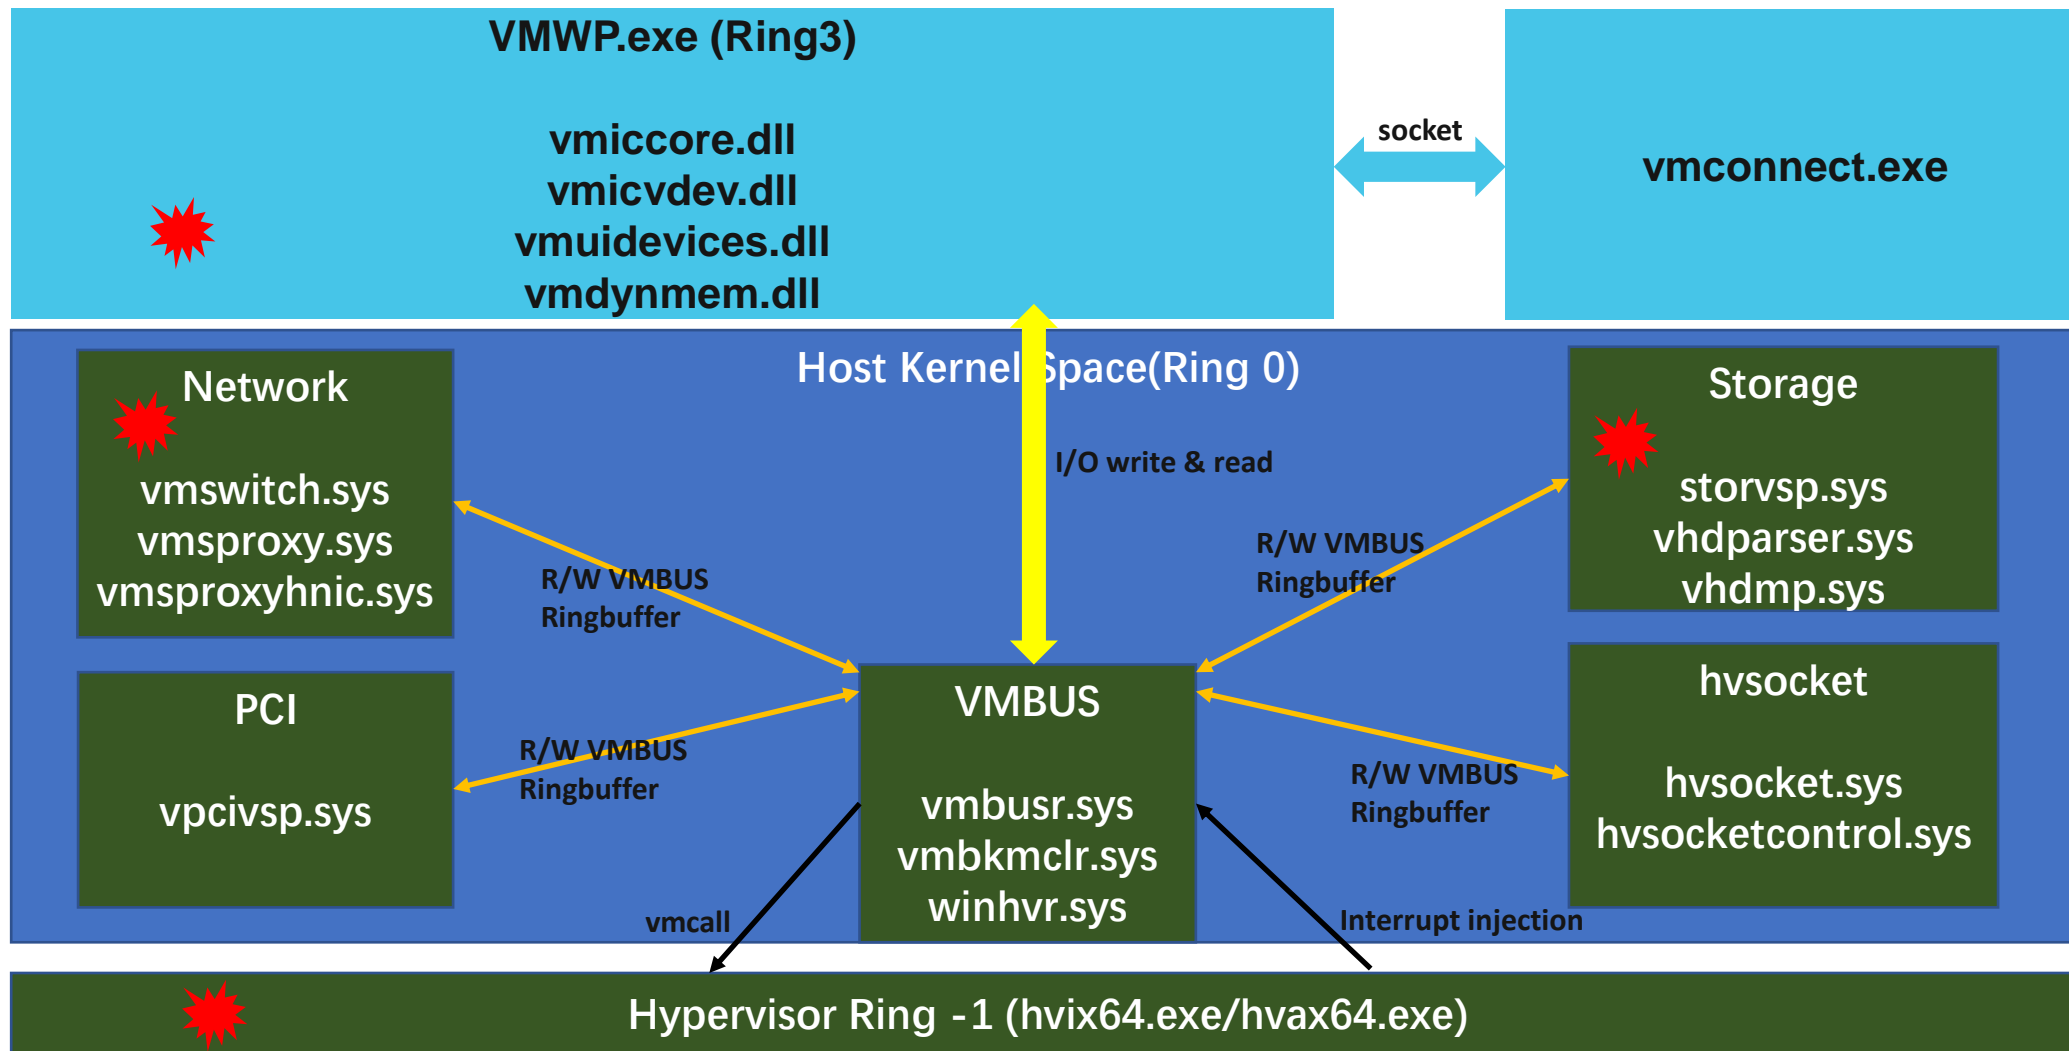 VMWP.exe (Ring3)
vmiccore.dll
vmicvdev.dll
vmuidevices.dll
vmdynmem.dll
socket
vmconnect.exe
Host Kernel Space(Ring 0)
Network
vmswitch.sys
vmsproxy.sys
vmsproxyhnic.sys
Storage
storvsp.sys
vhdparser.sys
vhdmp.sys
I/O write & read
R/W VMBUS
Ringbuffer
R/W VMBUS
Ringbuffer
PCI
vpcivsp.sys
R/W VMBUS
Ringbuffer
VMBUS
vmbusr.sys
vmbkmclr.sys
winhvr.sys
R/W VMBUS
Ringbuffer
hvsocket
hvsocket.sys
hvsocketcontrol.sys
vmcall
Interrupt injection
Hypervisor Ring -1 (hvix64.exe/hvax64.exe)